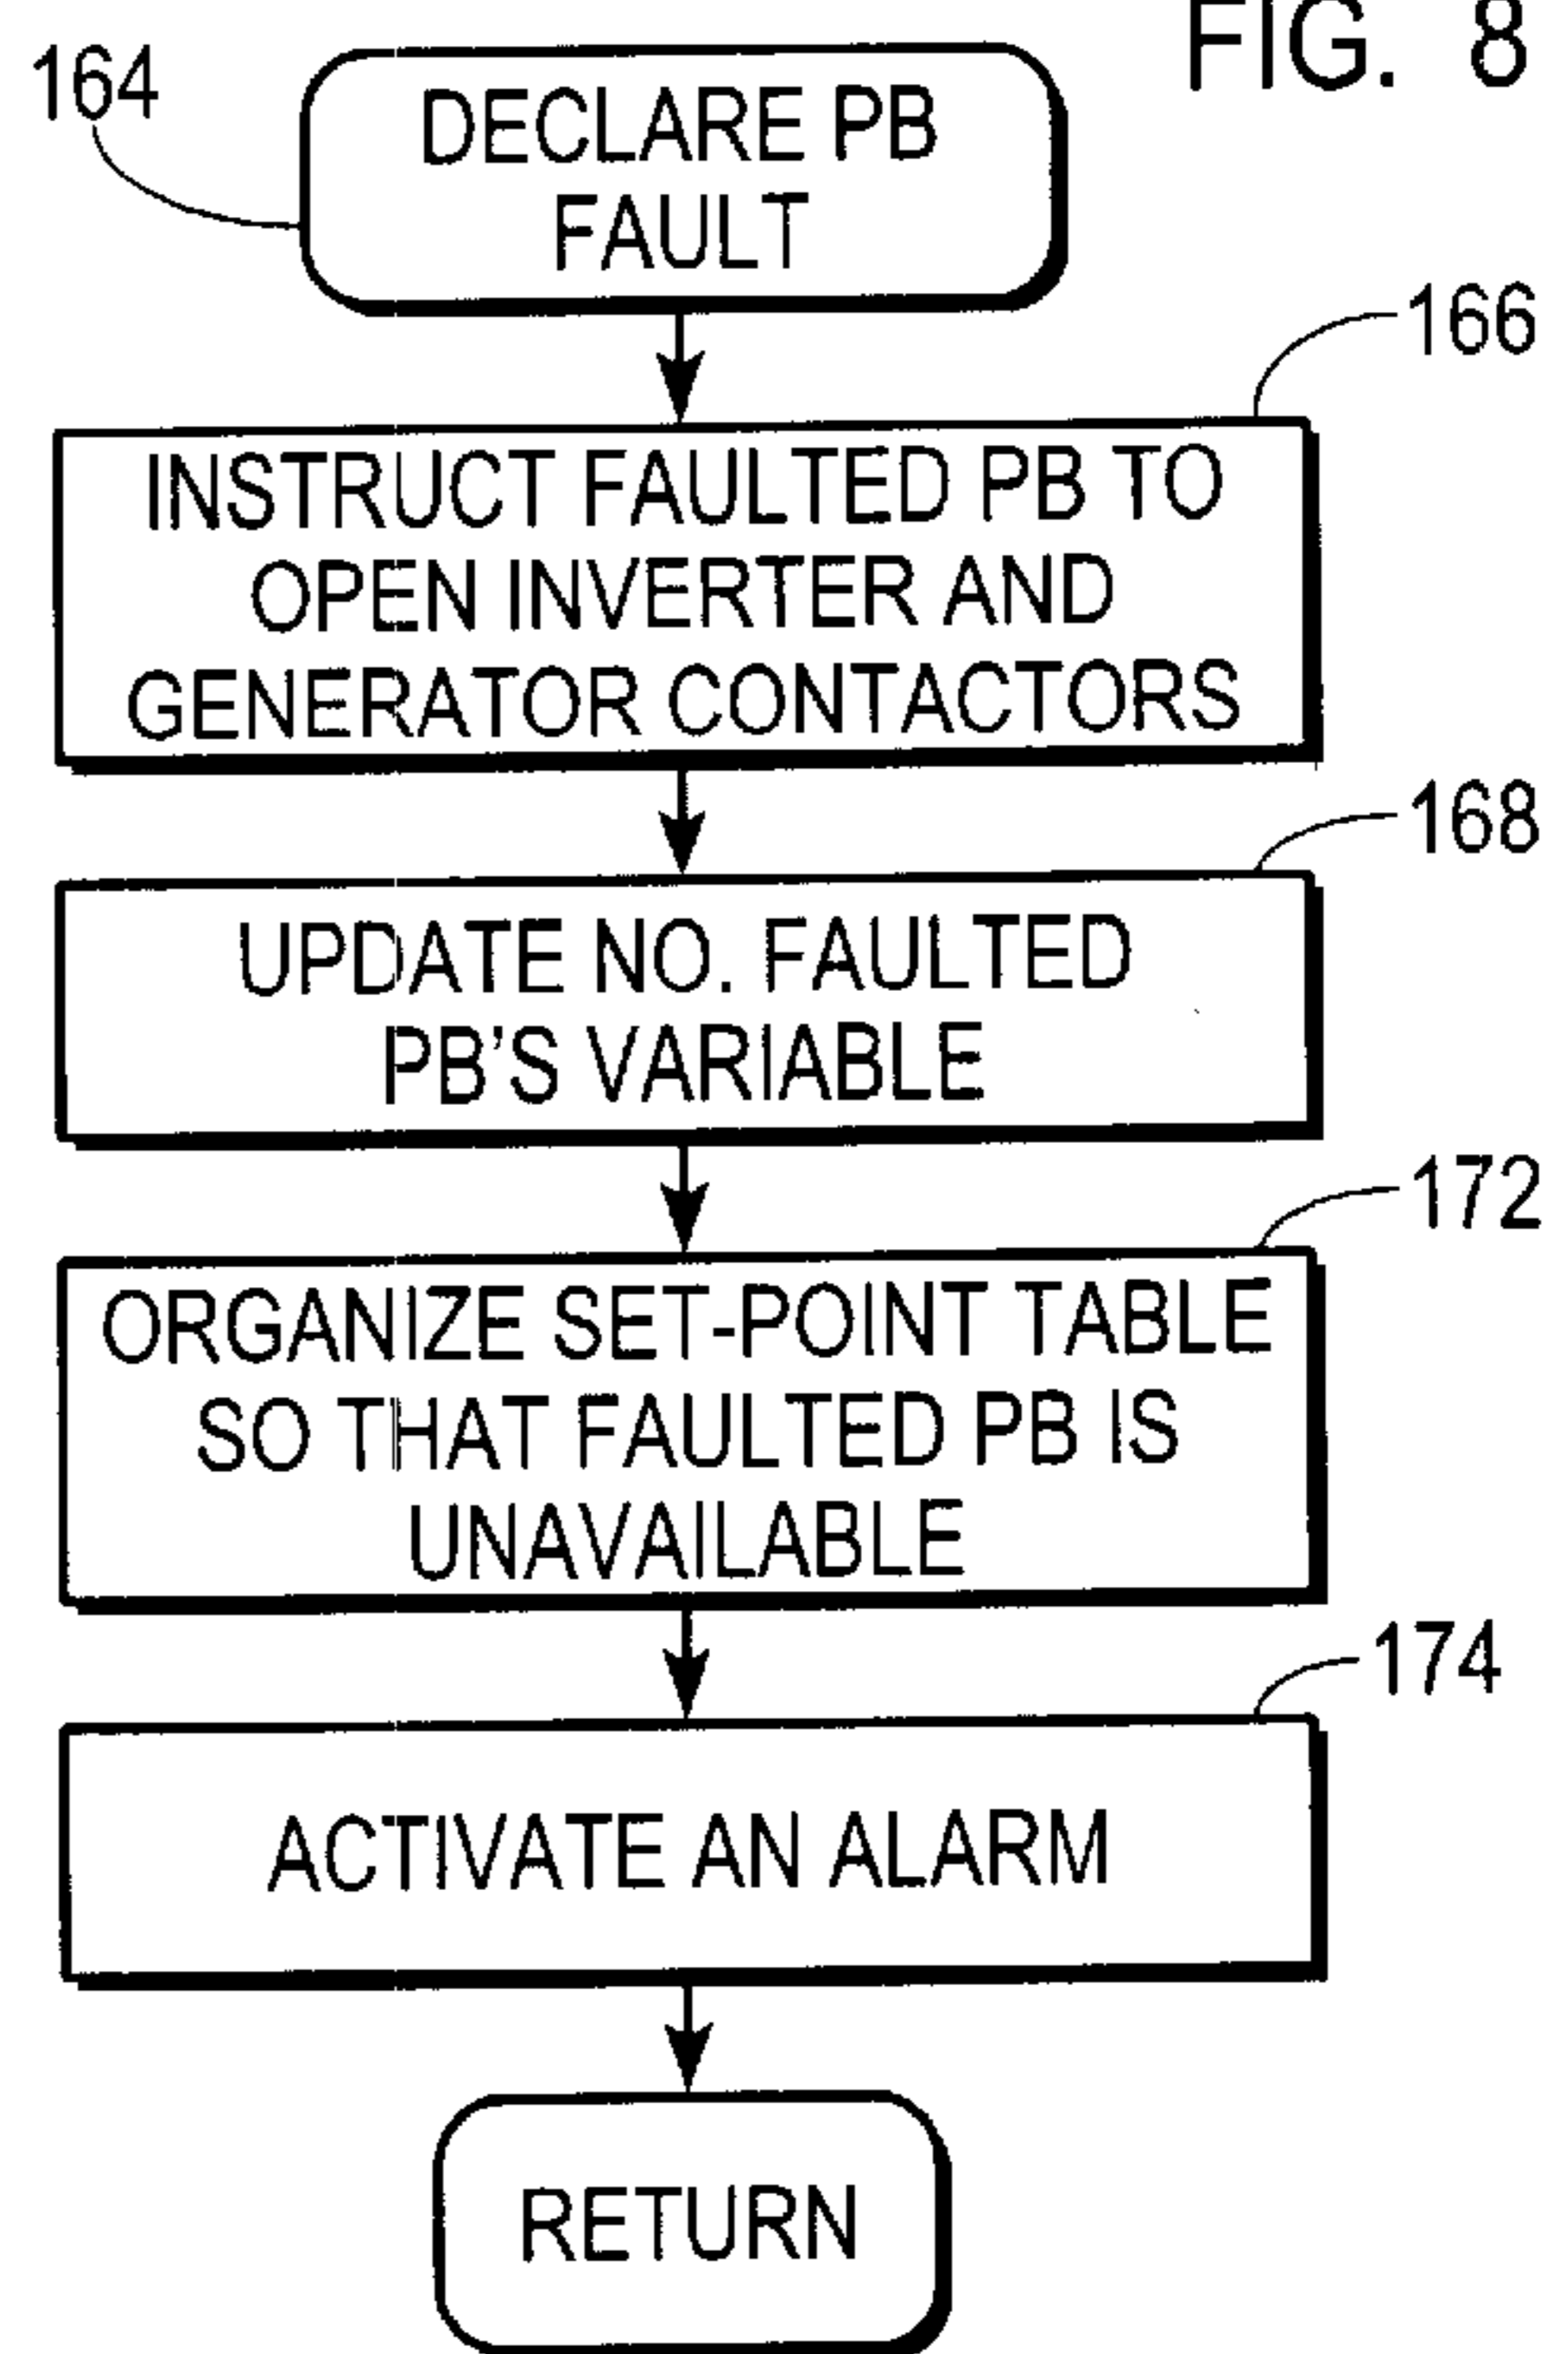 FIG. 8
164
DECLARE PB
FAULT
166
INSTRUCT FAULTED PB TO
OPEN INVERTER AND
GENERATOR CONTACTORS
168
UPDATE NO. FAULTED
PB'S VARIABLE
172
ORGANIZE SET-POINT TABLE
SO THAT FAULTED PB IS
UNAVAILABLE
174
ACTIVATE AN ALARM
RETURN